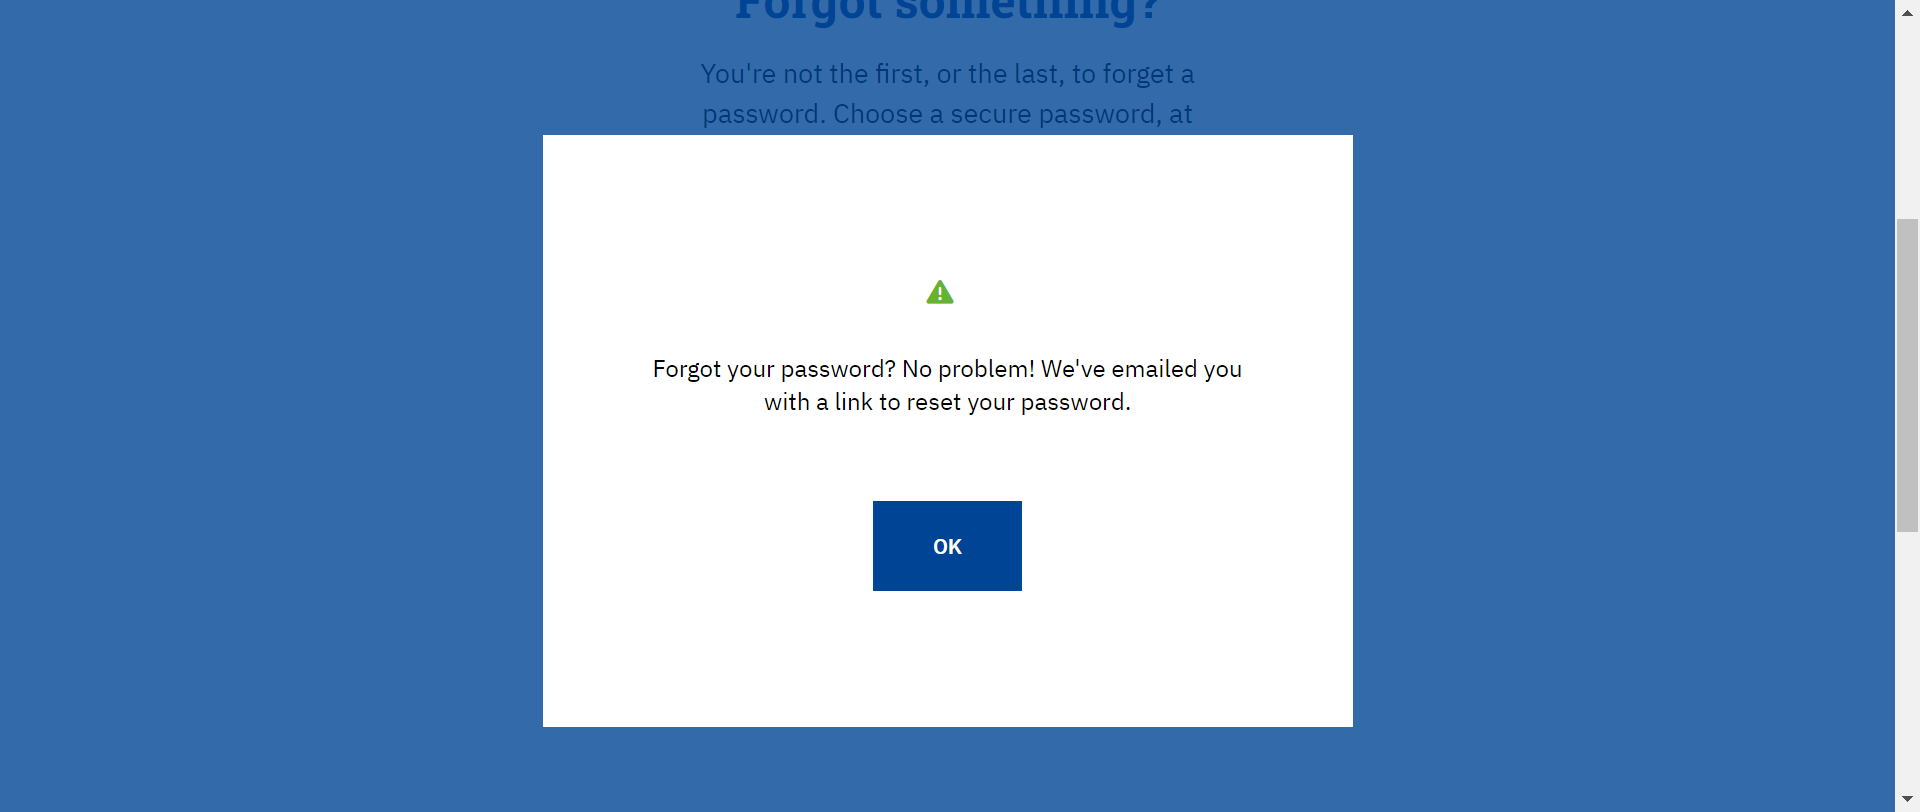 Forgot something?
You're not the first, or the last, to forget a
password. Choose a secure password, at
Forgot your password? No problem! We've emailed you
with a link to reset your password.
OK